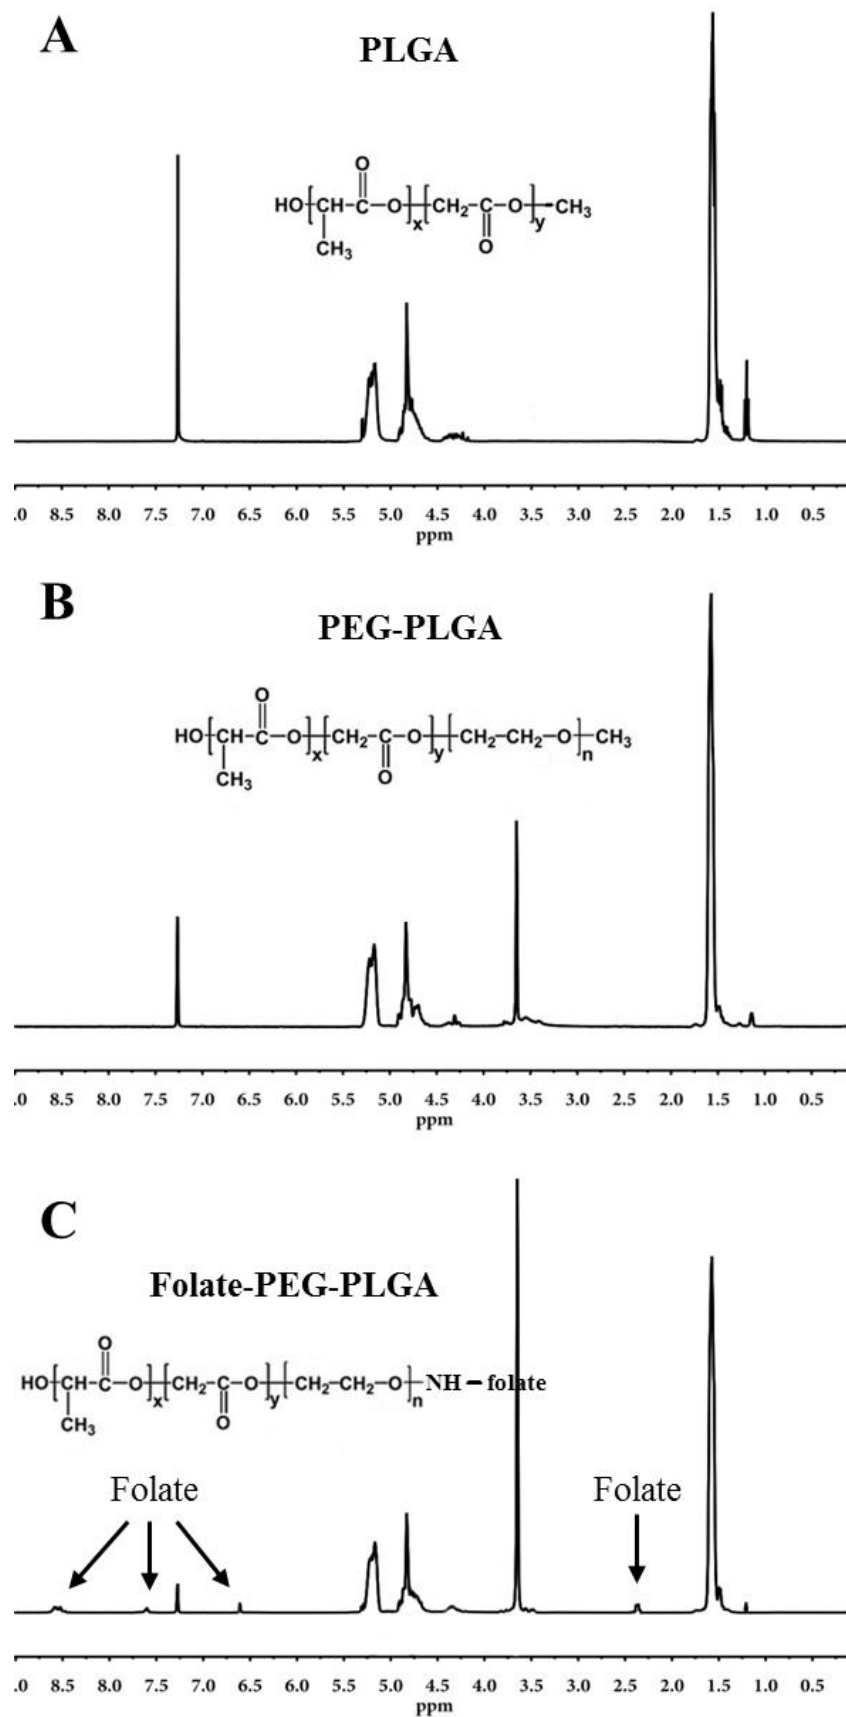 A
PLGA
HO[CH-C-O]x[CH2-C-O]y-CH3
O
CH3
O
.0 8.5 8.0 7.5 7.0 6.5 6.0 5.5 5.0 4.5 4.0 3.5 3.0 2.5 2.0 1.5 1.0 0.5
ppm
B
PEG-PLGA
O
HO[CH-C-O]x[CH2-C-O]y[CH2-CH2-O]n-CH3
CH3
O
.0 8.5 8.0 7.5 7.0 6.5 6.0 5.5 5.0 4.5 4.0 3.5 3.0 2.5 2.0 1.5 1.0 0.5
ppm
C
Folate-PEG-PLGA
O
HO[CH-C-O]x[CH2-C-O]y[CH2-CH2-O]n-NH-folate
CH3
O
Folate
Folate
.0 8.5 8.0 7.5 7.0 6.5 6.0 5.5 5.0 4.5 4.0 3.5 3.0 2.5 2.0 1.5 1.0 0.5
ppm